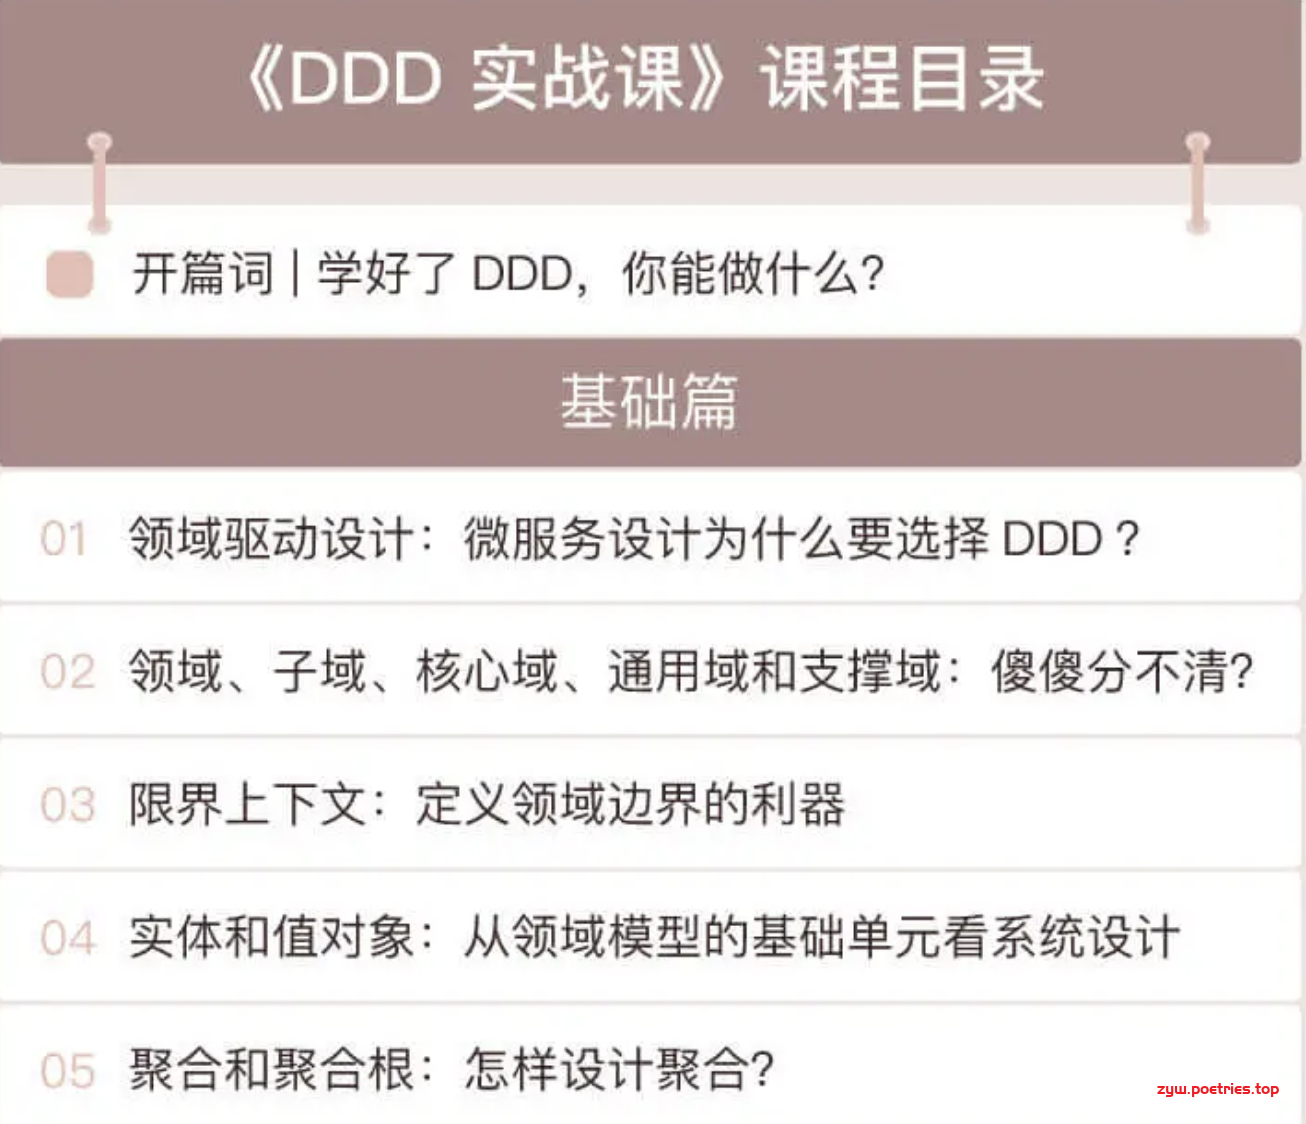 《DDD 实战课》课程目录
开篇词 | 学好了 DDD，你能做什么？
基础篇
01 领域驱动设计：微服务设计为什么要选择 DDD？
02 领域、子域、核心域、通用域和支撑域：傻傻分不清？
03 限界上下文：定义领域边界的利器
04 实体和值对象：从领域模型的基础单元看系统设计
05 聚合和聚合根：怎样设计聚合？
zyw.poetries.top